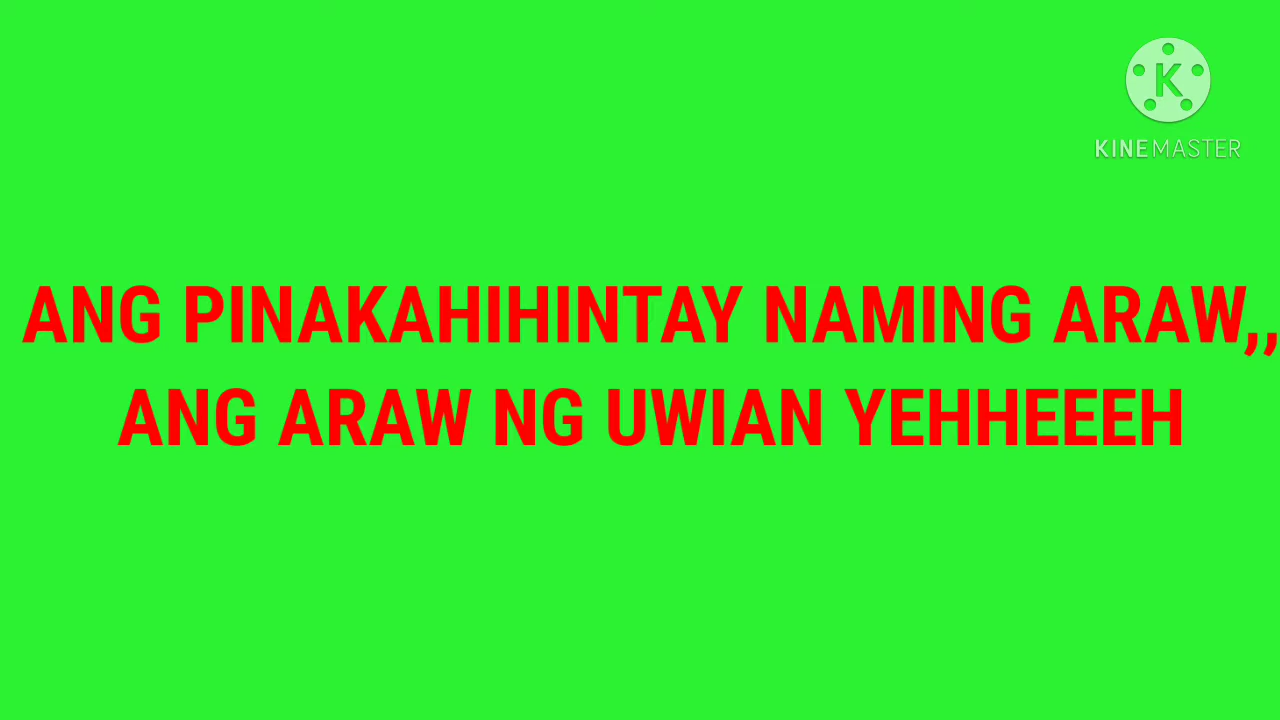 K
KINEMASTER
ANG PINAKAHIHINTAY NAMING ARAW,,
ANG ARAW NG UWIAN YEHHEEEH